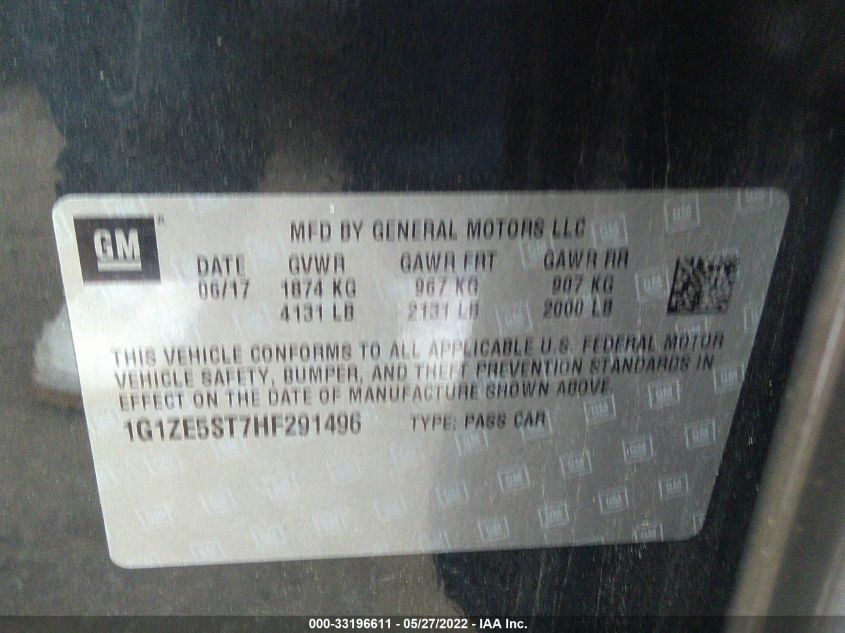 GM®
MFD BY GENERAL MOTORS LLC
DATE GVWR GAWR FRT GAWR RR
06/17 1874 KG 967 KG 907 KG
4131 LB 2131 LB 2000 LB
THIS VEHICLE CONFORMS TO ALL APPLICABLE U.S. FEDERAL MOTOR
VEHICLE SAFETY, BUMPER, AND THEFT PREVENTION STANDARDS IN
EFFECT ON THE DATE OF MANUFACTURE SHOWN ABOVE.
1G1ZE5ST7HF291496 TYPE: PASS CAR
000-33196611 - 05/27/2022 - IAA Inc.